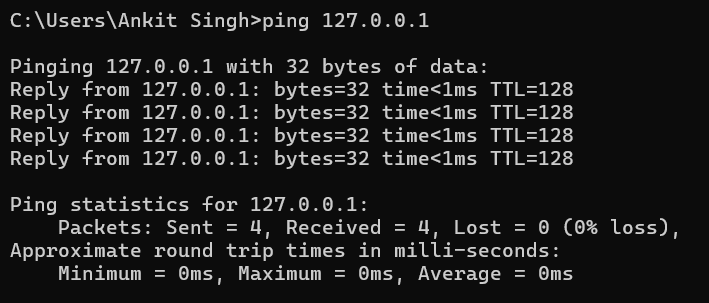 C:\Users\Ankit Singh>ping 127.0.0.1
Pinging 127.0.0.1 with 32 bytes of data:
Reply from 127.0.0.1: bytes=32 time<1ms TTL=128
Reply from 127.0.0.1: bytes=32 time<1ms TTL=128
Reply from 127.0.0.1: bytes=32 time<1ms TTL=128
Reply from 127.0.0.1: bytes=32 time<1ms TTL=128
Ping statistics for 127.0.0.1:
    Packets: Sent = 4, Received = 4, Lost = 0 (0% loss),
Approximate round trip times in milli-seconds:
    Minimum = 0ms, Maximum = 0ms, Average = 0ms